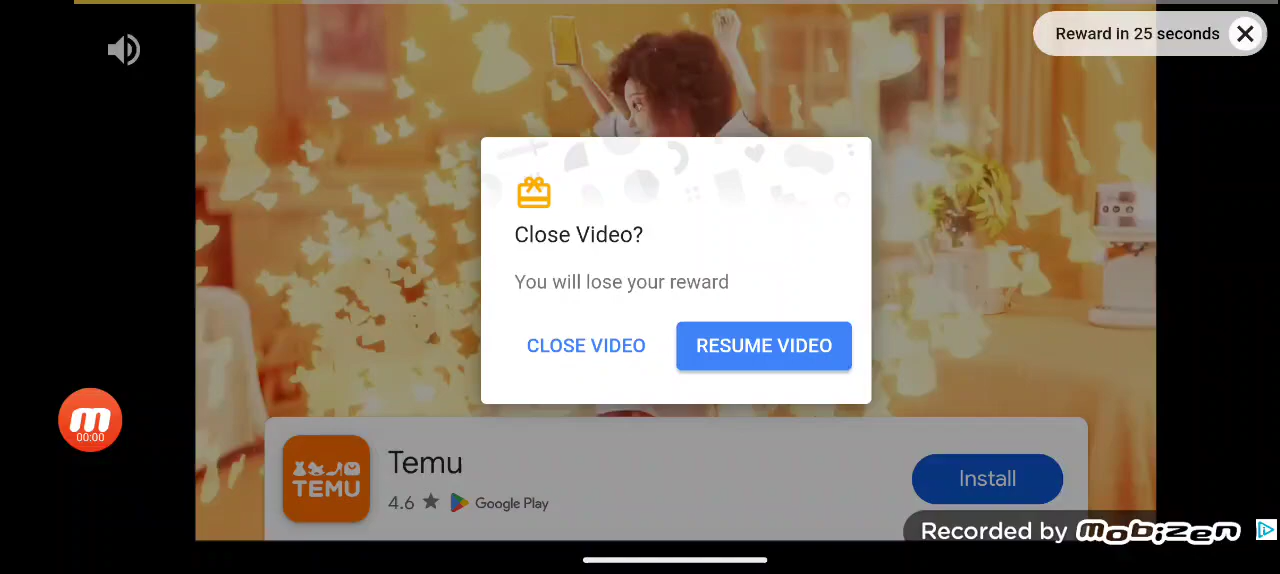 Reward in 25 seconds
Close Video?
You will lose your reward
CLOSE VIDEO
RESUME VIDEO
00:00
TEMU
Temu
4.6 ★ Google Play
Install
Recorded by mobizen